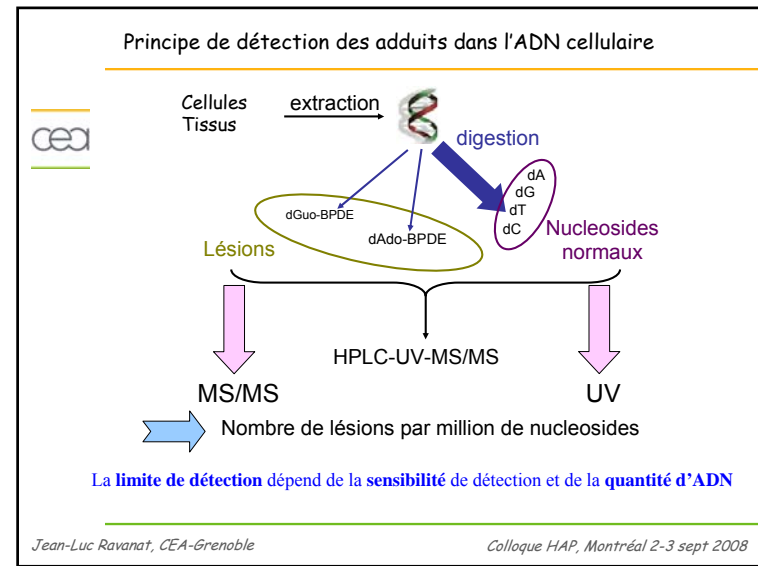 Principe de détection des adduits dans l'ADN cellulaire
cea
Cellules
Tissus
extraction
digestion
dA
dG
dT
dC
Nucleosides
normaux
dGuo-BPDE
dAdo-BPDE
Lésions
HPLC-UV-MS/MS
MS/MS
UV
Nombre de lésions par million de nucleosides
La limite de détection dépend de la sensibilité de détection et de la quantité d'ADN
Jean-Luc Ravanat, CEA-Grenoble
Colloque HAP, Montréal 2-3 sept 2008